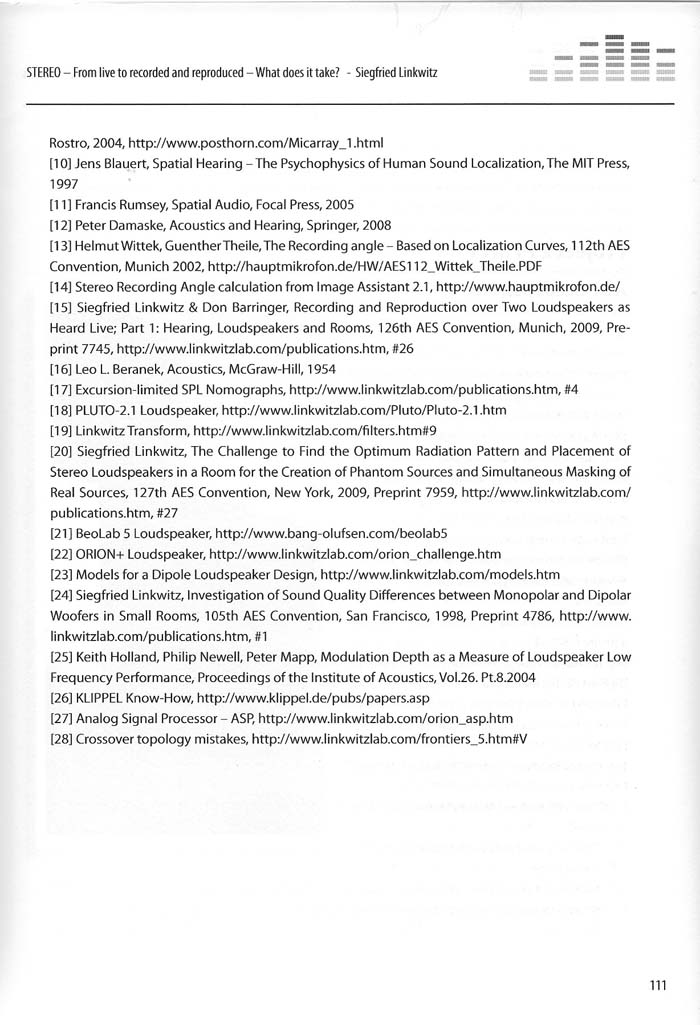 STEREO – From live to recorded and reproduced – What does it take?  - Siegfried Linkwitz
Rostro, 2004, http://www.posthorn.com/Micarray_1.html
[10] Jens Blauert, Spatial Hearing – The Psychophysics of Human Sound Localization, The MIT Press,
1997
[11] Francis Rumsey, Spatial Audio, Focal Press, 2005
[12] Peter Damaske, Acoustics and Hearing, Springer, 2008
[13] Helmut Wittek, Guenther Theile, The Recording angle – Based on Localization Curves, 112th AES
Convention, Munich 2002, http://hauptmikrofon.de/HW/AES112_Wittek_Theile.PDF
[14] Stereo Recording Angle calculation from Image Assistant 2.1, http://www.hauptmikrofon.de/
[15] Siegfried Linkwitz & Don Barringer, Recording and Reproduction over Two Loudspeakers as
Heard Live; Part 1: Hearing, Loudspeakers and Rooms, 126th AES Convention, Munich, 2009, Pre-
print 7745, http://www.linkwitzlab.com/publications.htm, #26
[16] Leo L. Beranek, Acoustics, McGraw-Hill, 1954
[17] Excursion-limited SPL Nomographs, http://www.linkwitzlab.com/publications.htm, #4
[18] PLUTO-2.1 Loudspeaker, http://www.linkwitzlab.com/Pluto/Pluto-2.1.htm
[19] Linkwitz Transform, http://www.linkwitzlab.com/filters.htm#9
[20] Siegfried Linkwitz, The Challenge to Find the Optimum Radiation Pattern and Placement of
Stereo Loudspeakers in a Room for the Creation of Phantom Sources and Simultaneous Masking of
Real Sources, 127th AES Convention, New York, 2009, Preprint 7959, http://www.linkwitzlab.com/
publications.htm, #27
[21] BeoLab 5 Loudspeaker, http://www.bang-olufsen.com/beolab5
[22] ORION+ Loudspeaker, http://www.linkwitzlab.com/orion_challenge.htm
[23] Models for a Dipole Loudspeaker Design, http://www.linkwitzlab.com/models.htm
[24] Siegfried Linkwitz, Investigation of Sound Quality Differences between Monopolar and Dipolar
Woofers in Small Rooms, 105th AES Convention, San Francisco, 1998, Preprint 4786, http://www.
linkwitzlab.com/publications.htm, #1
[25] Keith Holland, Philip Newell, Peter Mapp, Modulation Depth as a Measure of Loudspeaker Low
Frequency Performance, Proceedings of the Institute of Acoustics, Vol.26. Pt.8.2004
[26] KLIPPEL Know-How, http://www.klippel.de/pubs/papers.asp
[27] Analog Signal Processor – ASP, http://www.linkwitzlab.com/orion_asp.htm
[28] Crossover topology mistakes, http://www.linkwitzlab.com/frontiers_5.htm#V
111